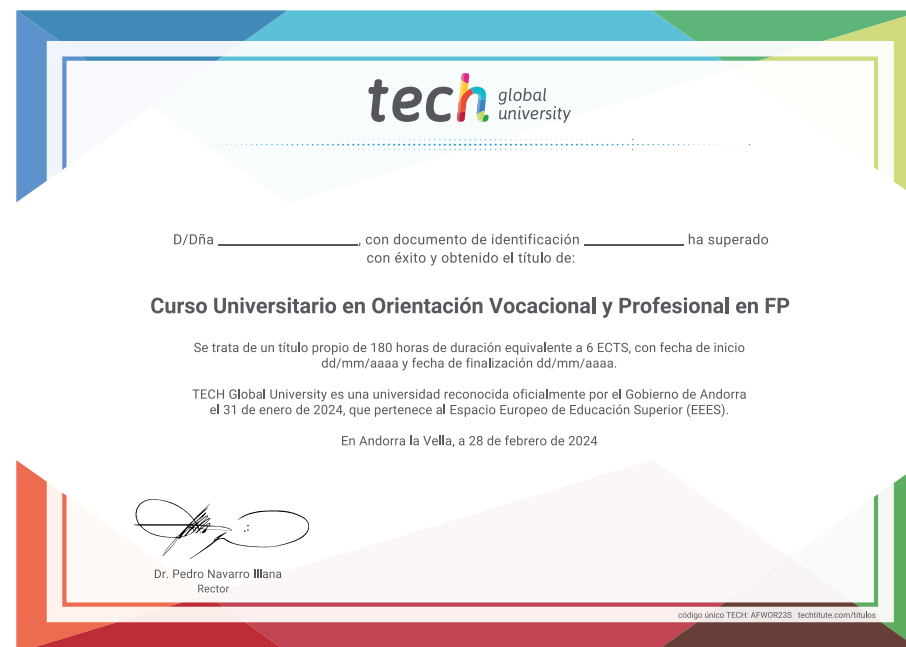 tech global university
D/Dña ______________, con documento de identificación __________ ha superado
con éxito y obtenido el título de:
Curso Universitario en Orientación Vocacional y Profesional en FP
Se trata de un título propio de 180 horas de duración equivalente a 6 ECTS, con fecha de inicio
dd/mm/aaaa y fecha de finalización dd/mm/aaaa.
TECH Global University es una universidad reconocida oficialmente por el Gobierno de Andorra
el 31 de enero de 2024, que pertenece al Espacio Europeo de Educación Superior (EEES).
En Andorra la Vella, a 28 de febrero de 2024
Dr. Pedro Navarro Illana
Rector
código único TECH: AFWOR23S techtitute.com/titulos